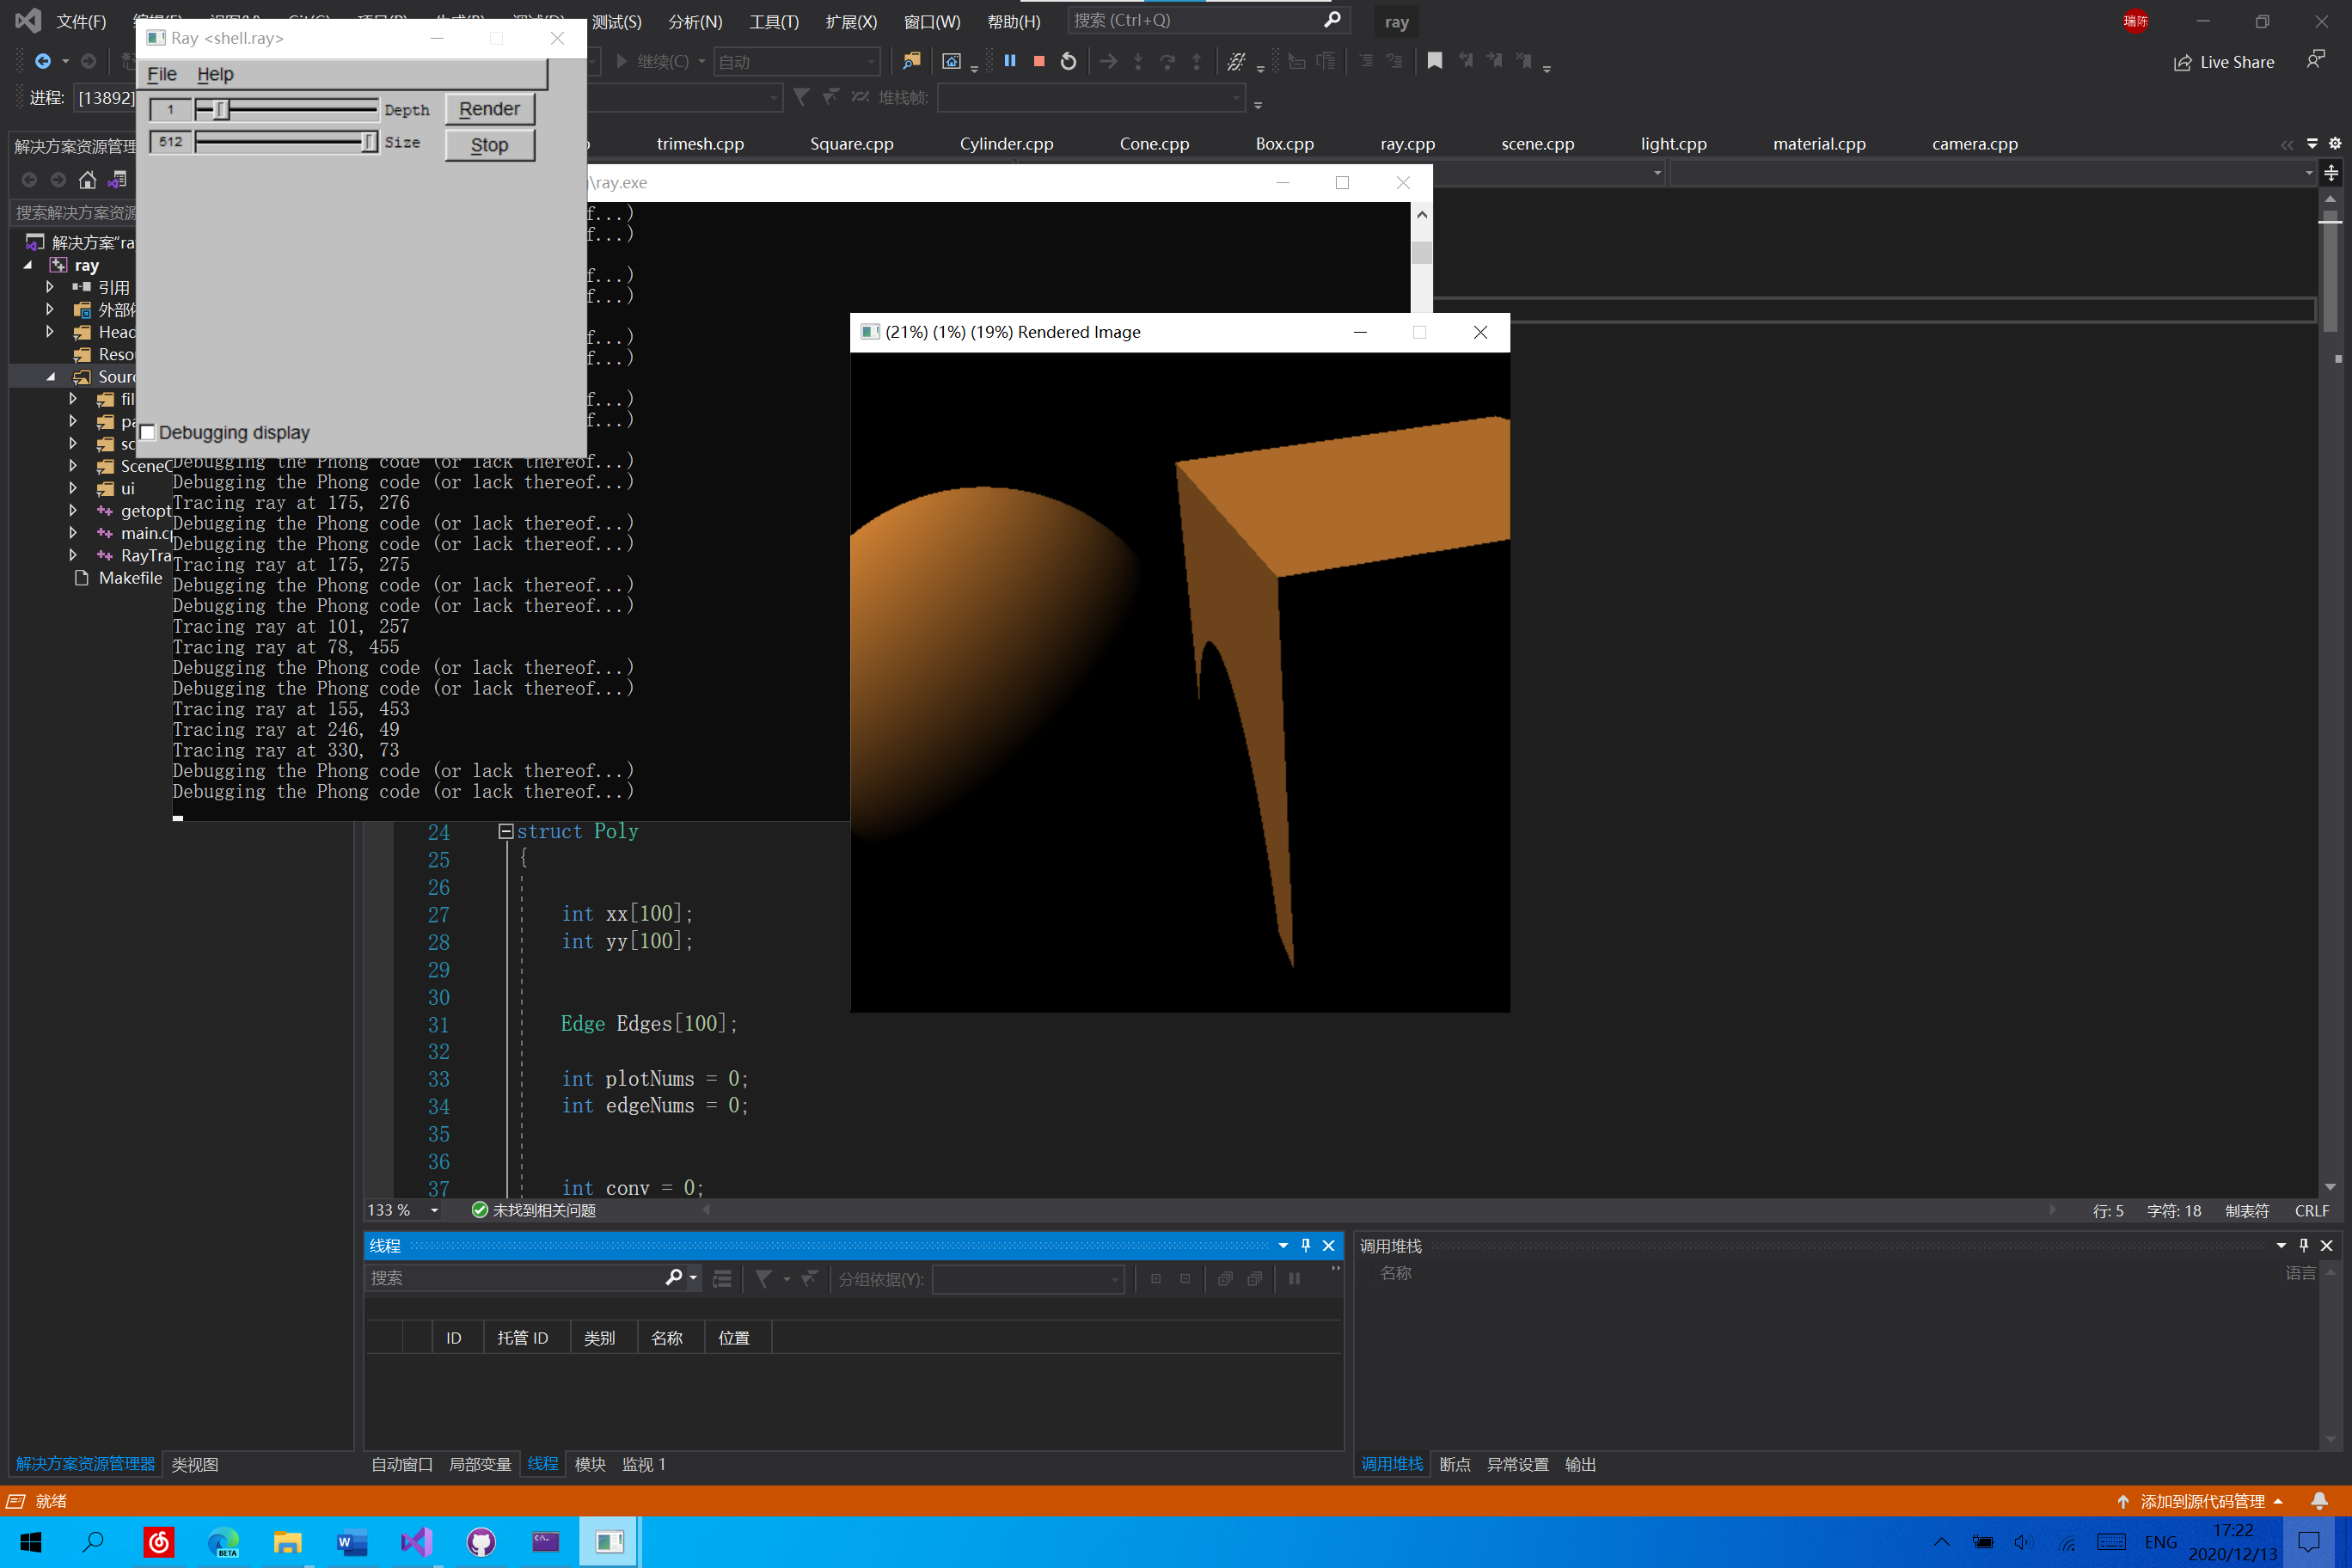 文件(F)
测试(S)
分析(N)
工具(T)
扩展(X)
窗口(W)
帮助(H)
搜索 (Ctrl+Q)
ray
瑞陈
Ray <shell.ray>
File Help
1 Depth Render
512 Size Stop
Debugging display
继续(C)
自动
Live Share
进程: [13892]
堆栈帧:
解决方案资源管理
trimesh.cpp
Square.cpp
Cylinder.cpp
Cone.cpp
Box.cpp
ray.cpp
scene.cpp
light.cpp
material.cpp
camera.cpp
\ray.exe
搜索解决方案资源
解决方案"ra
ray
引用
外部依
Head
Resou
Sourc
fil
pa
sc
SceneO
ui
getopt
main.cp
RayTra
Makefile
f...)
f...)
f...)
f...)
f...)
f...)
f...)
f...)
Debugging the Phong code (or lack thereof...)
Debugging the Phong code (or lack thereof...)
Tracing ray at 175, 276
Debugging the Phong code (or lack thereof...)
Debugging the Phong code (or lack thereof...)
Tracing ray at 175, 275
Debugging the Phong code (or lack thereof...)
Debugging the Phong code (or lack thereof...)
Tracing ray at 101, 257
Tracing ray at 78, 455
Debugging the Phong code (or lack thereof...)
Debugging the Phong code (or lack thereof...)
Tracing ray at 155, 453
Tracing ray at 246, 49
Tracing ray at 330, 73
Debugging the Phong code (or lack thereof...)
Debugging the Phong code (or lack thereof...)
(21%) (1%) (19%) Rendered Image
24 struct Poly
25 {
26
27 int xx[100];
28 int yy[100];
29
30
31 Edge Edges[100];
32
33 int plotNums = 0;
34 int edgeNums = 0;
35
36
37 int conv = 0;
133 %
未找到相关问题
行: 5
字符: 18
制表符
CRLF
线程
搜索
分组依据(Y):
ID
托管 ID
类别
名称
位置
调用堆栈
名称
语言
解决方案资源管理器
类视图
自动窗口
局部变量
线程
模块
监视 1
调用堆栈
断点
异常设置
输出
就绪
添加到源代码管理
BETA
W
C:\.
ENG
17:22
2020/12/13